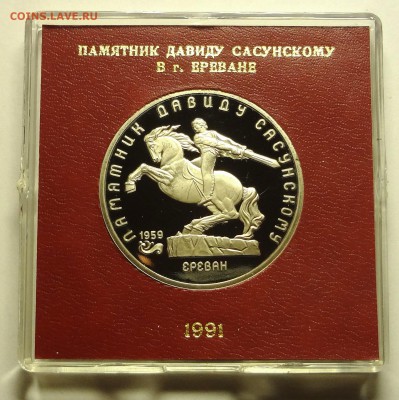 COINS.LAVE.RU
ПАМЯТНИК ДАВИДУ САСУНСКОМУ
В г. ЕРЕВАНЕ
ПАМЯТНИК ДАВИДУ САСУНСКОМУ
1959
ЕРЕВАН
1991